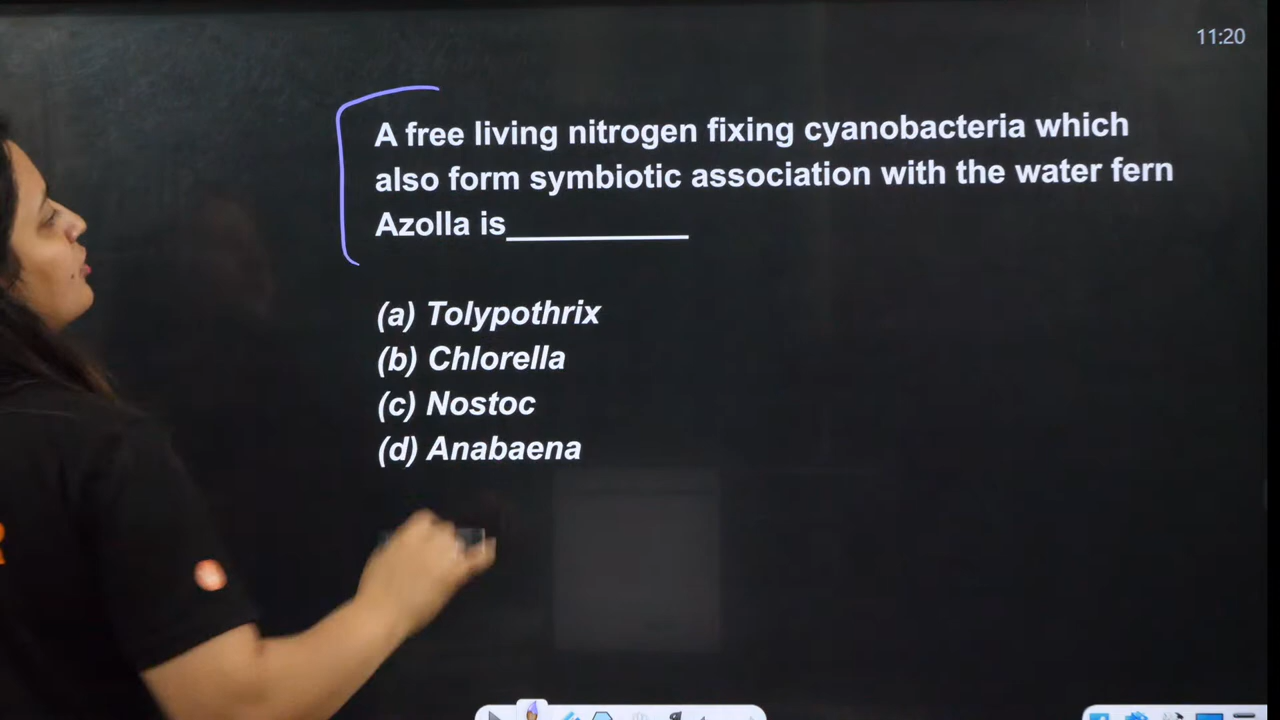 11:20
A free living nitrogen fixing cyanobacteria which
also form symbiotic association with the water fern
Azolla is__________
(a) Tolypothrix
(b) Chlorella
(c) Nostoc
(d) Anabaena